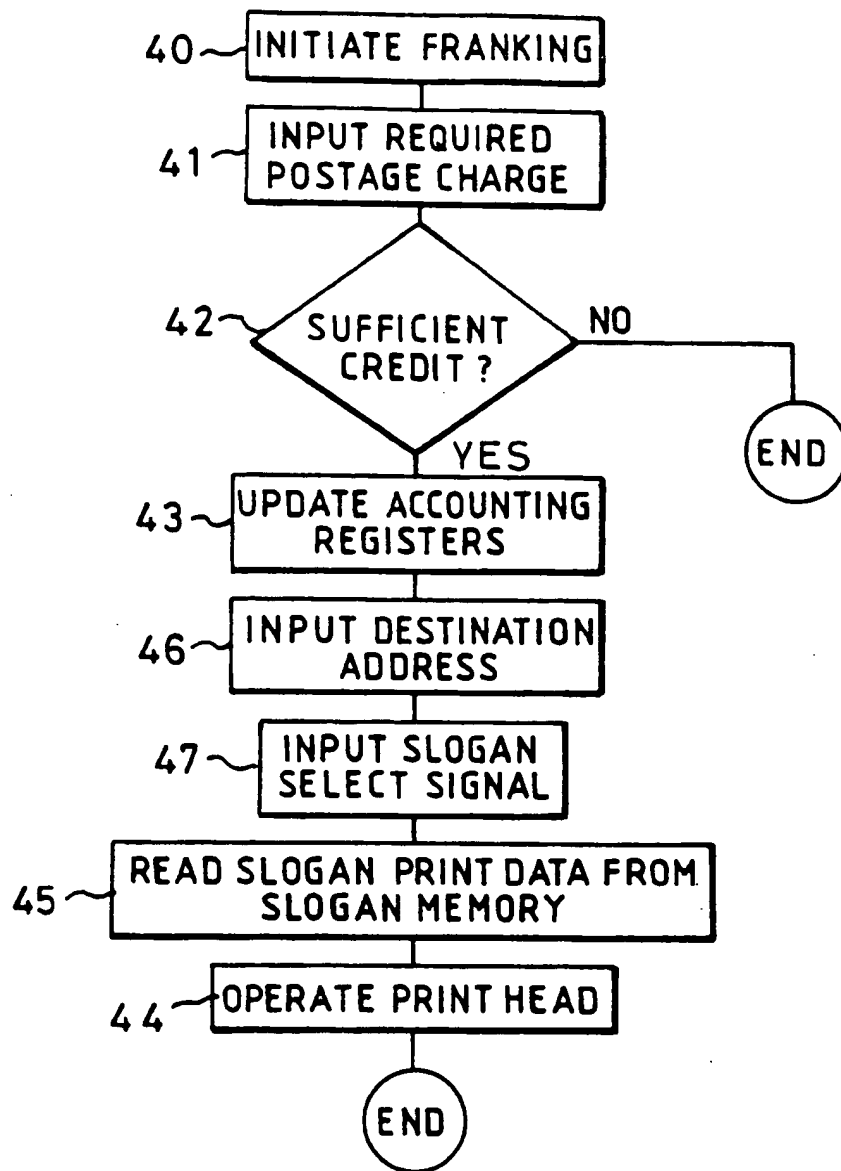 40
INITIATE FRANKING
41
INPUT REQUIRED
POSTAGE CHARGE
42
SUFFICIENT
CREDIT ?
NO
END
YES
43
UPDATE ACCOUNTING
REGISTERS
46
INPUT DESTINATION
ADDRESS
47
INPUT SLOGAN
SELECT SIGNAL
45
READ SLOGAN PRINT DATA FROM
SLOGAN MEMORY
44
OPERATE PRINT HEAD
END